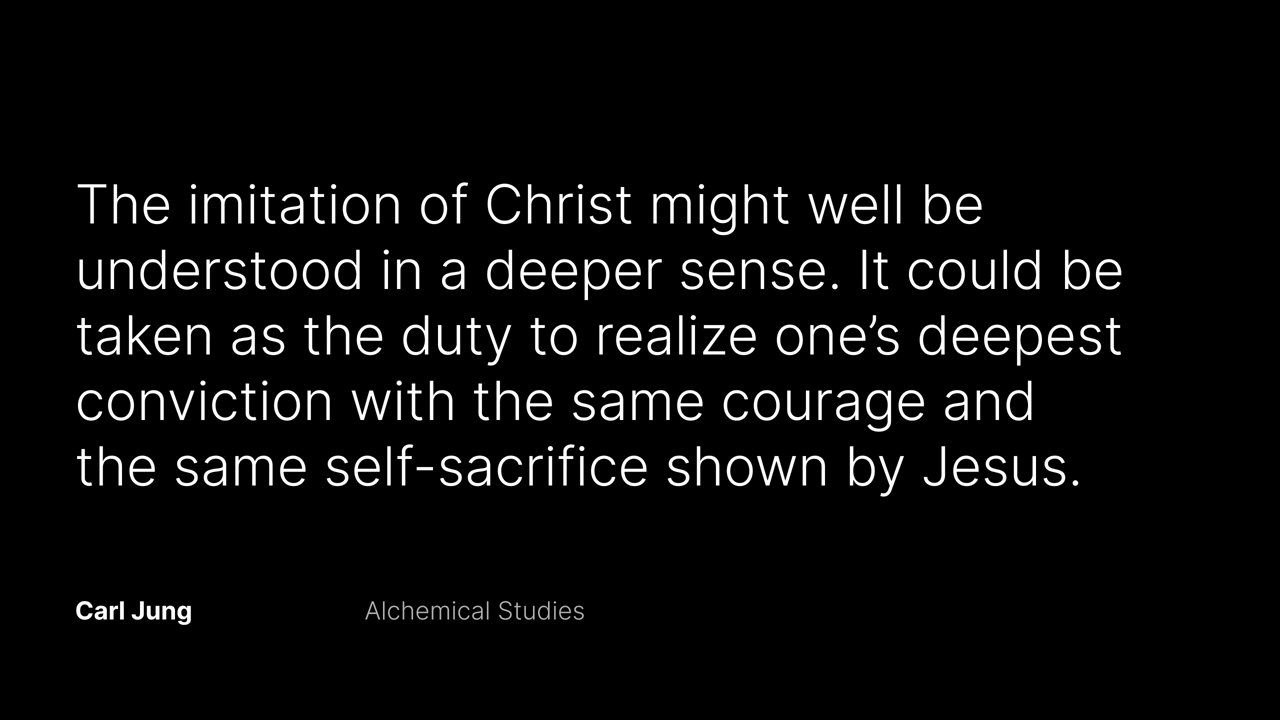 The imitation of Christ might well be
understood in a deeper sense. It could be
taken as the duty to realize one’s deepest
conviction with the same courage and
the same self-sacrifice shown by Jesus.
Carl Jung
Alchemical Studies